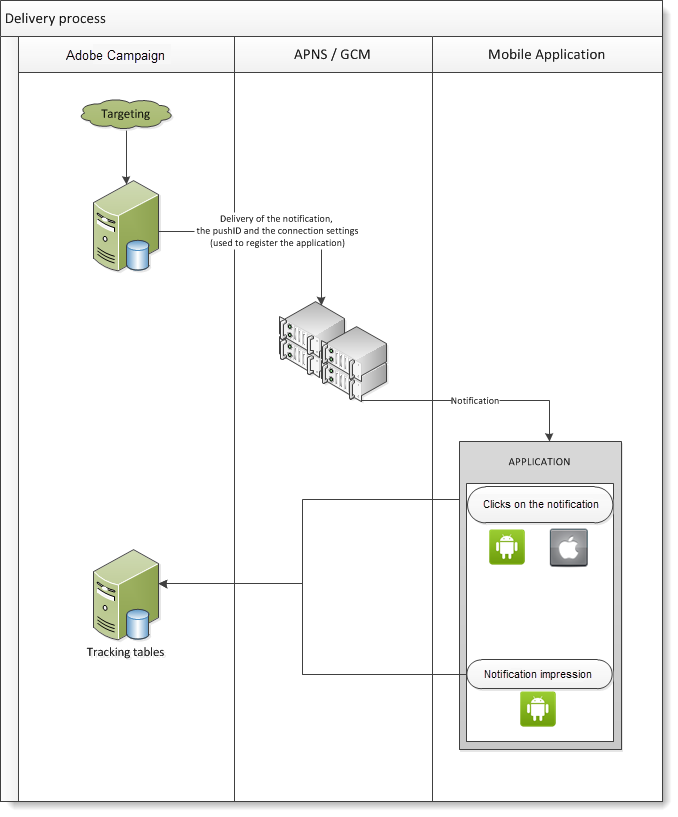 Delivery process
Adobe Campaign
APNS / GCM
Mobile Application
Targeting
Delivery of the notification,
the pushID and the connection settings
(used to register the application)
Notification
APPLICATION
Clicks on the notification
Tracking tables
Notification impression